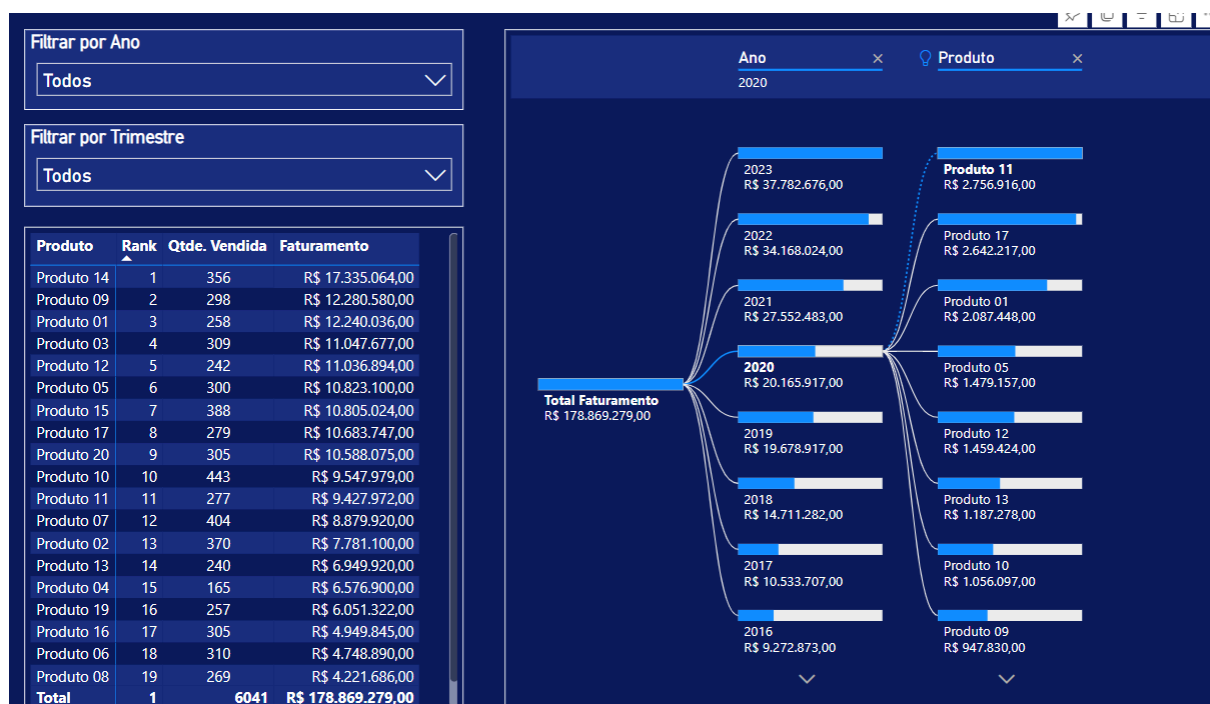 Filtrar por Ano
Todos
Filtrar por Trimestre
Todos
Produto Rank Qtde. Vendida Faturamento
Produto 14 1 356 R$ 17.335.064,00
Produto 09 2 298 R$ 12.280.580,00
Produto 01 3 258 R$ 12.240.036,00
Produto 03 4 309 R$ 11.047.677,00
Produto 12 5 242 R$ 11.036.894,00
Produto 05 6 300 R$ 10.823.100,00
Produto 15 7 388 R$ 10.805.024,00
Produto 17 8 279 R$ 10.683.747,00
Produto 20 9 305 R$ 10.588.075,00
Produto 10 10 443 R$ 9.547.979,00
Produto 11 11 277 R$ 9.427.972,00
Produto 07 12 404 R$ 8.879.920,00
Produto 02 13 370 R$ 7.781.100,00
Produto 13 14 240 R$ 6.949.920,00
Produto 04 15 165 R$ 6.576.900,00
Produto 19 16 257 R$ 6.051.322,00
Produto 16 17 305 R$ 4.949.845,00
Produto 06 18 310 R$ 4.748.890,00
Produto 08 19 269 R$ 4.221.686,00
Total 1 6041 R$ 178.869.279,00
Ano
2020
Produto
Total Faturamento
R$ 178.869.279,00
2023
R$ 37.782.676,00
2022
R$ 34.168.024,00
2021
R$ 27.552.483,00
2020
R$ 20.165.917,00
2019
R$ 19.678.917,00
2018
R$ 14.711.282,00
2017
R$ 10.533.707,00
2016
R$ 9.272.873,00
Produto 11
R$ 2.756.916,00
Produto 17
R$ 2.642.217,00
Produto 01
R$ 2.087.448,00
Produto 05
R$ 1.479.157,00
Produto 12
R$ 1.459.424,00
Produto 13
R$ 1.187.278,00
Produto 10
R$ 1.056.097,00
Produto 09
R$ 947.830,00